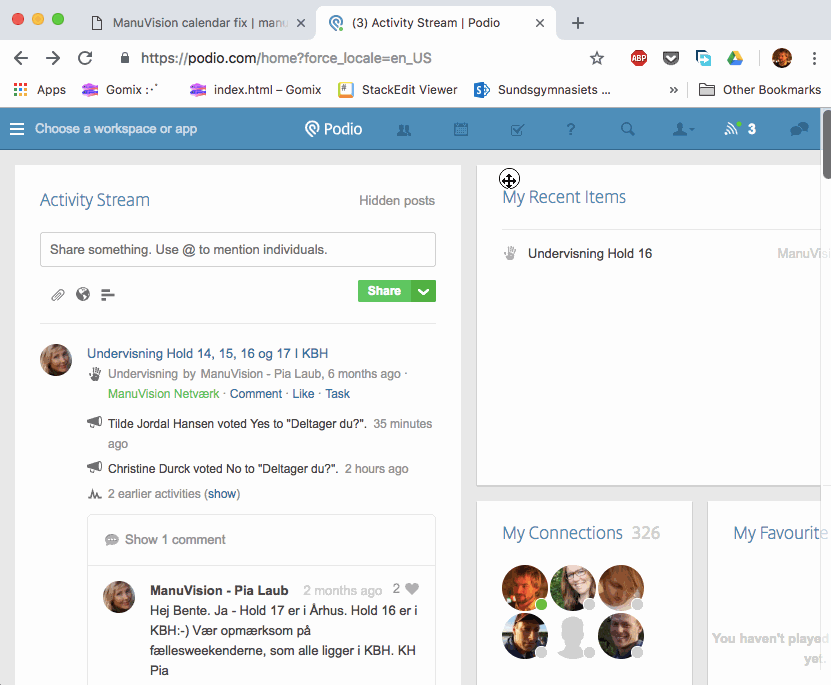 ManuVision calendar fix | manu
(3) Activity Stream | Podio
https://podio.com/home?force_locale=en_US
ABP
Apps
Gomix :·˙
index.html – Gomix
StackEdit Viewer
Sundsgymnasiets ...
»
Other Bookmarks
Choose a workspace or app
Podio
?
3
Activity Stream
Hidden posts
Share something. Use @ to mention individuals.
Share
Undervisning Hold 14, 15, 16 og 17 I KBH
Undervisning by ManuVision - Pia Laub, 6 months ago ·
ManuVision Netværk · Comment · Like · Task
Tilde Jordal Hansen voted Yes to "Deltager du?". 35 minutes
ago
Christine Durck voted No to "Deltager du?". 2 hours ago
2 earlier activities (show)
Show 1 comment
ManuVision - Pia Laub 2 months ago 2
Hej Bente. Ja - Hold 17 er i Århus. Hold 16 er i
KBH:-) Vær opmærksom på
fællesweekenderne, som alle ligger i KBH. KH
Pia
My Recent Items
Undervisning Hold 16
ManuVisi
My Connections 326
My Favourite
You haven't played
yet.